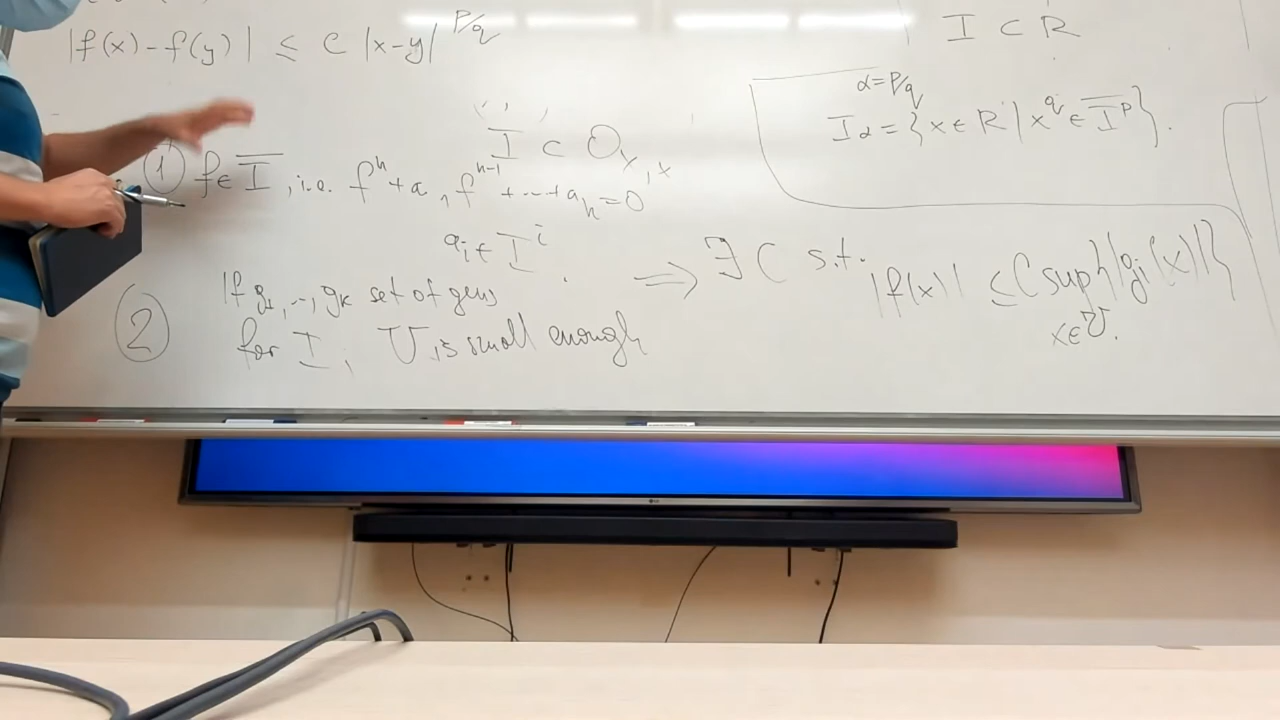 |f(x)-f(y)| ≤ C |x-y|^{p/q}
I ⊂ R
α=p/q
I_α = {x ∈ R | x^q ∈ \overline{I^p}}.
I ⊂ O_{X,x}
① f ∈ \overline{I}, i.e. f^n + a_1 f^{n-1} + ... + a_n = 0
a_i ∈ I^i
② If g_1, ..., g_k set of gens
for I, U is small enough
⟹ ∃ C s.t. |f(x)| ≤ C sup{|g_i(x)|}
x∈U.
LG